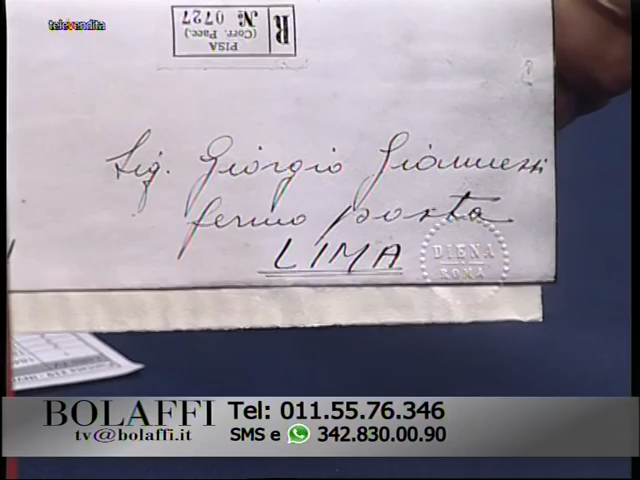 televendita
R
Nº 0727
(Corr. Pacc.)
PISA
Sig. Giorgio Giannessi
fermo posta
LIMA
DIENA
ROMA
BOLAFFI
tv@bolaffi.it
Tel: 011.55.76.346
SMS e 342.830.00.90